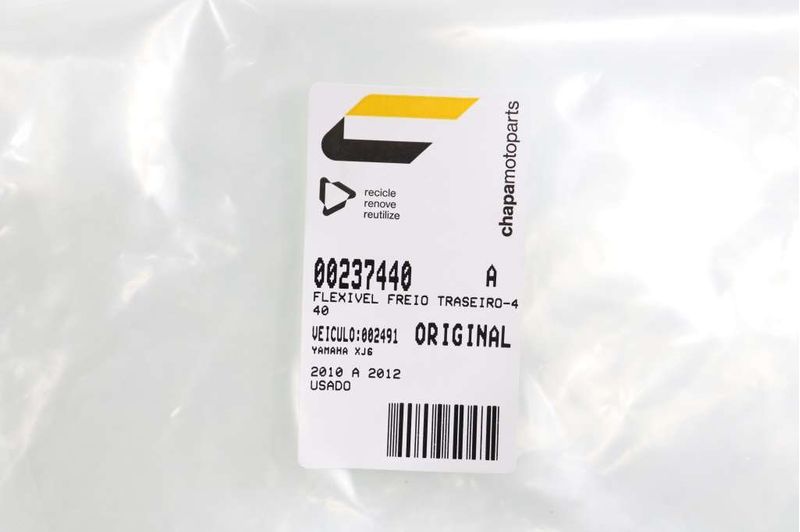 chapamotoparts
recicle
renove
reutilize
00237440 A
FLEXIVEL FREIO TRASEIRO-4
40
VEICULO:002491 ORIGINAL
YAMAHA XJ6
2010 A 2012
USADO